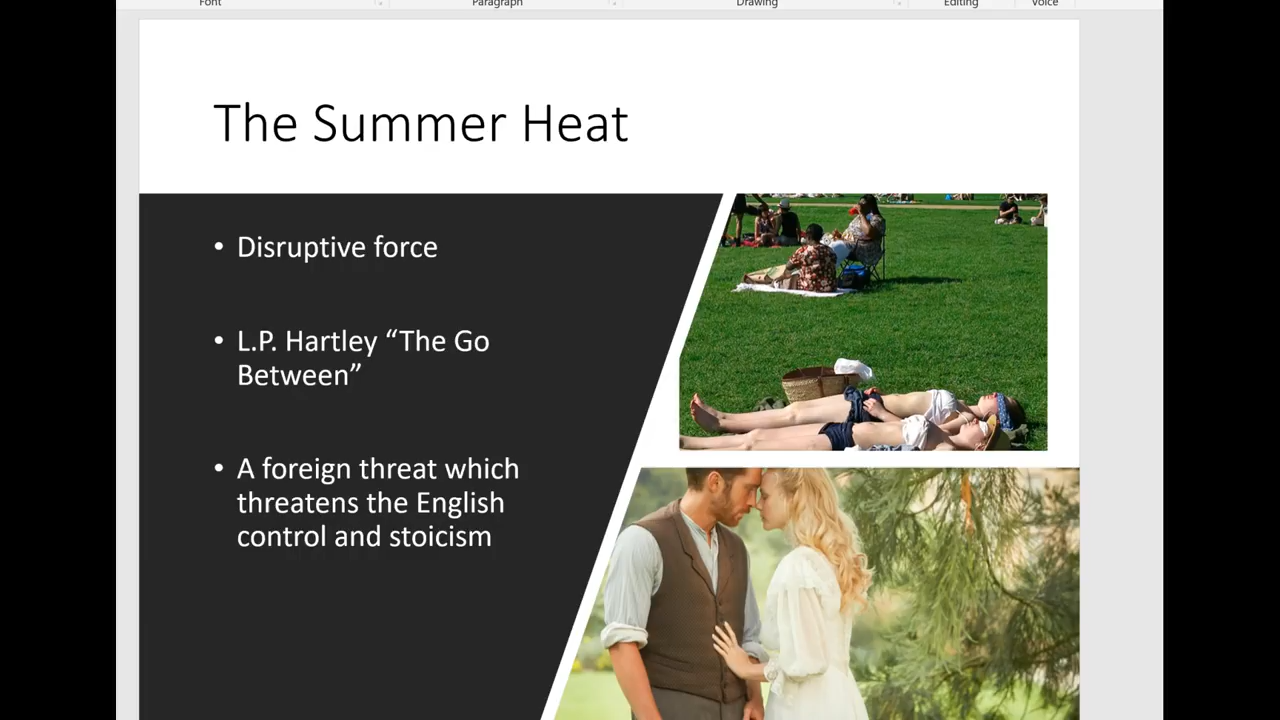 Font Paragraph Drawing Editing Voice
The Summer Heat
• Disruptive force
• L.P. Hartley “The Go
Between”
• A foreign threat which
threatens the English
control and stoicism